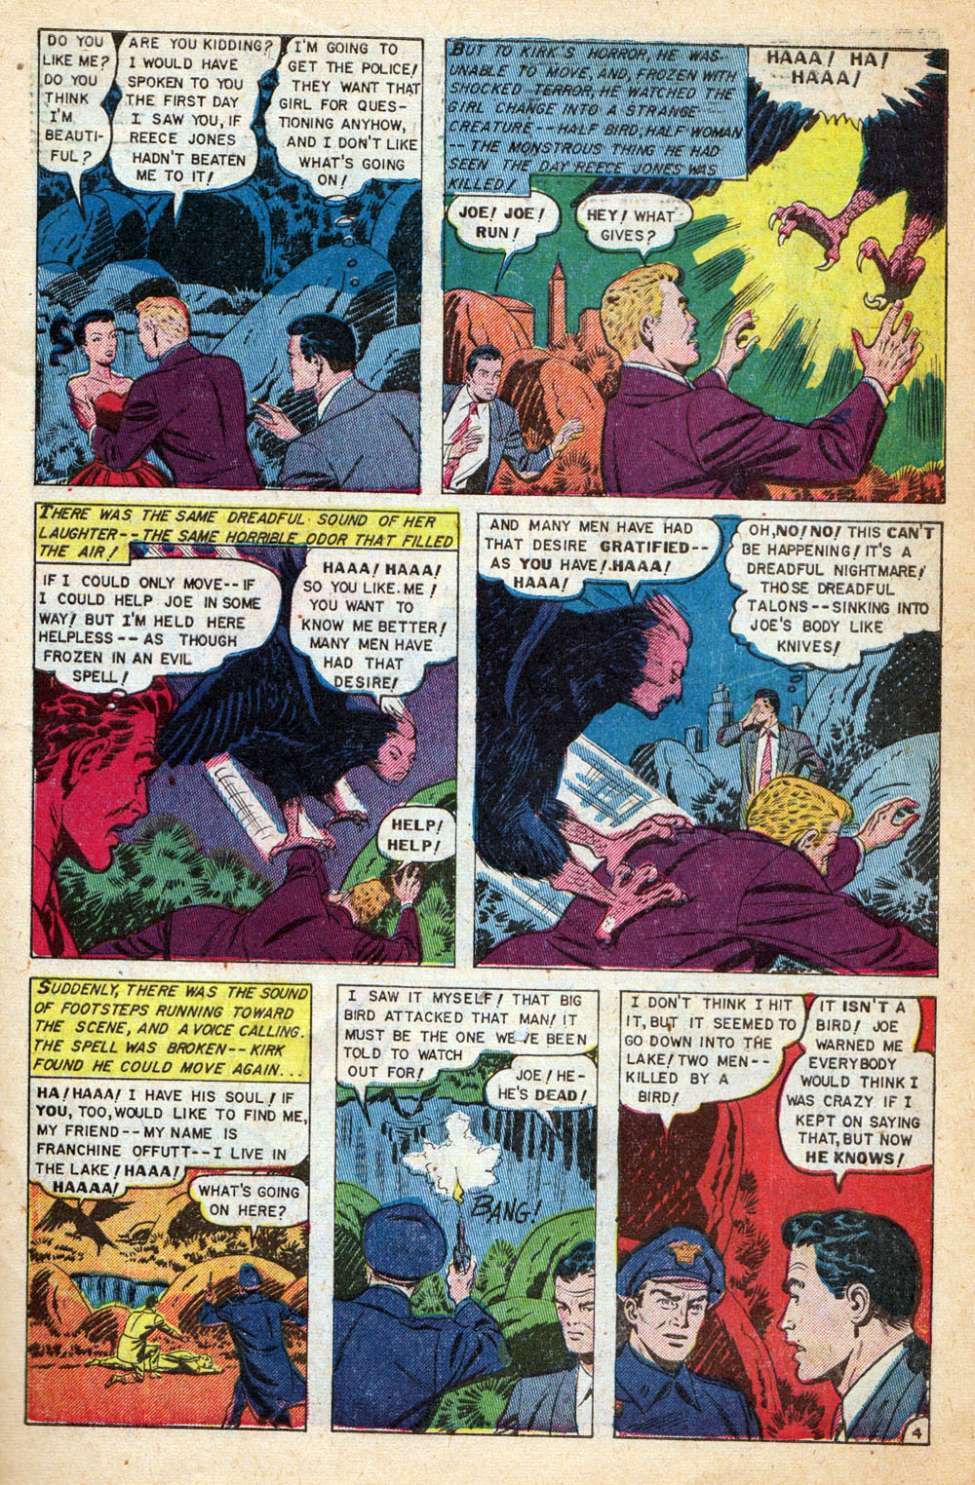 DO YOU
LIKE ME?
DO YOU
THINK
I'M
BEAUTI-
FUL?
ARE YOU KIDDING?
I WOULD HAVE
SPOKEN TO YOU
THE FIRST DAY
I SAW YOU, IF
REECE JONES
HADN'T BEATEN
ME TO IT!
I'M GOING TO
GET THE POLICE!
THEY WANT THAT
GIRL FOR QUES-
TIONING ANYHOW,
AND I DON'T LIKE
WHAT'S GOING
ON!
BUT TO KIRK'S HORROR, HE WAS
UNABLE TO MOVE, AND, FROZEN WITH
SHOCKED TERROR, HE WATCHED THE
GIRL CHANGE INTO A STRANGE
CREATURE--HALF BIRD, HALF WOMAN
-- THE MONSTROUS THING HE HAD
SEEN THE DAY REECE JONES WAS
KILLED!
HAAA! HA!
HAAA!
JOE! JOE!
RUN!
HEY! WHAT
GIVES?
THERE WAS THE SAME DREADFUL SOUND OF HER
LAUGHTER--THE SAME HORRIBLE ODOR THAT FILLED
THE AIR!
IF I COULD ONLY MOVE--IF
I COULD HELP JOE IN SOME
WAY! BUT I'M HELD HERE
HELPLESS -- AS THOUGH
FROZEN IN AN EVIL
SPELL!
HAAA! HAAA!
SO YOU LIKE ME!
YOU WANT TO
KNOW ME BETTER!
MANY MEN HAVE
HAD THAT
DESIRE!
HELP!
HELP!
AND MANY MEN HAVE HAD
THAT DESIRE GRATIFIED--
AS YOU HAVE! HAAA!
HAAA!
OH, NO! NO! THIS CAN'T
BE HAPPENING! IT'S A
DREADFUL NIGHTMARE!
THOSE DREADFUL
TALONS--SINKING INTO
JOE'S BODY LIKE
KNIVES!
SUDDENLY, THERE WAS THE SOUND
OF FOOTSTEPS RUNNING TOWARD
THE SCENE, AND A VOICE CALLING.
THE SPELL WAS BROKEN--KIRK
FOUND HE COULD MOVE AGAIN...
HA! HAAA! I HAVE HIS SOUL! IF
YOU, TOO, WOULD LIKE TO FIND ME,
MY FRIEND--MY NAME IS
FRANCHINE OFFUTT--I LIVE IN
THE LAKE! HAAA!
HAAAA!
WHAT'S GOING
ON HERE?
I SAW IT MYSELF! THAT BIG
BIRD ATTACKED THAT MAN! IT
MUST BE THE ONE WE'VE BEEN
TOLD TO WATCH
OUT FOR!
JOE! HE-
HE'S DEAD!
BANG!
I DON'T THINK I HIT
IT, BUT IT SEEMED TO
GO DOWN INTO THE
LAKE! TWO MEN--
KILLED BY A
BIRD!
IT ISN'T A
BIRD! JOE
WARNED ME
EVERYBODY
WOULD THINK I
WAS CRAZY IF I
KEPT ON SAYING
THAT, BUT NOW
HE KNOWS!
4